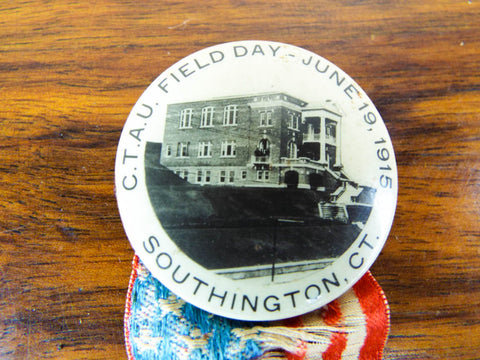 C.T.A.U. FIELD DAY - JUNE 19, 1915
SOUTHINGTON, CT.